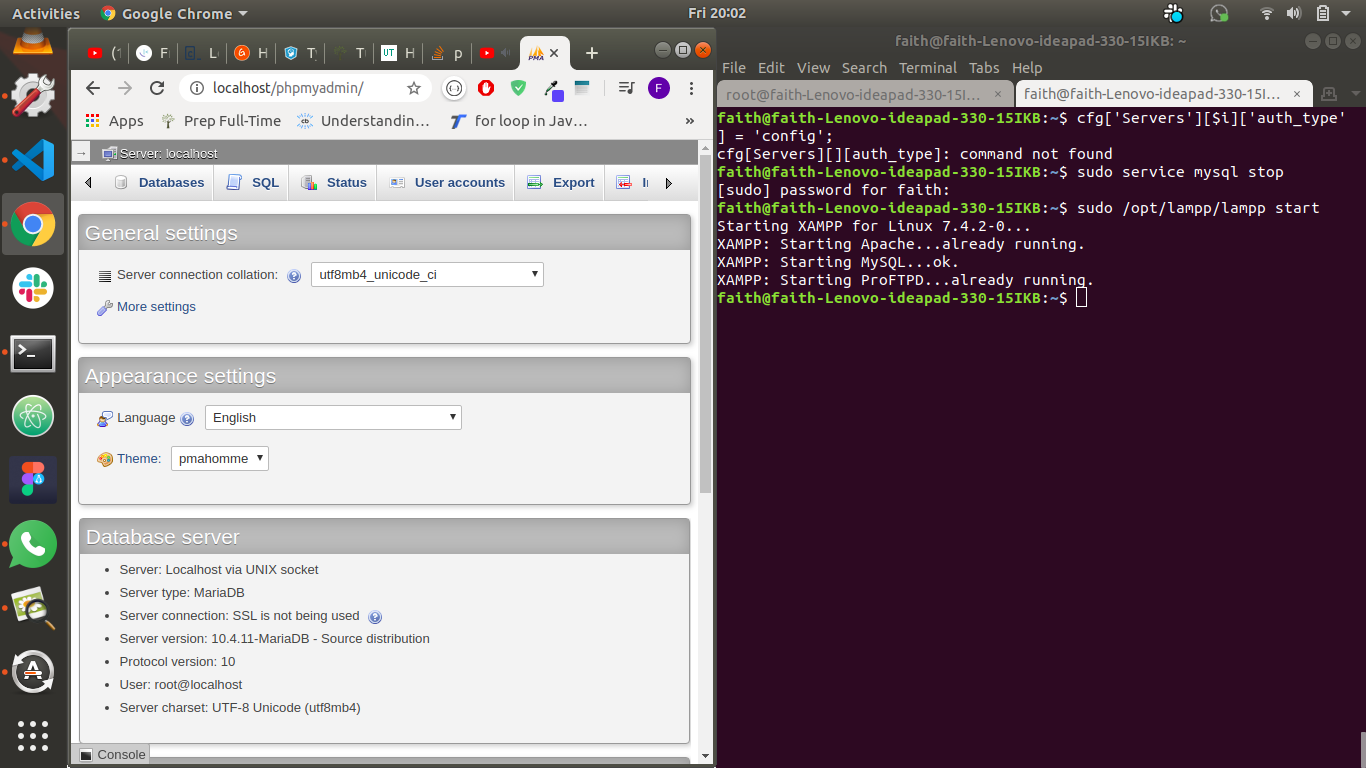 Activities
Google Chrome
Fri 20:02
faith@faith-Lenovo-ideapad-330-15IKB: ~
(
F
L
H
T
T
UT H
p
PMA
localhost/phpmyadmin/
F
Apps
Prep Full-Time
Understandin…
for loop in Jav…
»
Server: localhost
Databases
SQL
Status
User accounts
Export
General settings
Server connection collation:
utf8mb4_unicode_ci
More settings
Appearance settings
Language
English
Theme:
pmahomme
Database server
• Server: Localhost via UNIX socket
• Server type: MariaDB
• Server connection: SSL is not being used
• Server version: 10.4.11-MariaDB - Source distribution
• Protocol version: 10
• User: root@localhost
• Server charset: UTF-8 Unicode (utf8mb4)
Console
File Edit View Search Terminal Tabs Help
root@faith-Lenovo-ideapad-330-15I…
faith@faith-Lenovo-ideapad-330-15I…
faith@faith-Lenovo-ideapad-330-15IKB:~$ cfg['Servers'][$i]['auth_type'
] = 'config';
cfg[Servers][][auth_type]: command not found
faith@faith-Lenovo-ideapad-330-15IKB:~$ sudo service mysql stop
[sudo] password for faith:
faith@faith-Lenovo-ideapad-330-15IKB:~$ sudo /opt/lampp/lampp start
Starting XAMPP for Linux 7.4.2-0...
XAMPP: Starting Apache...already running.
XAMPP: Starting MySQL...ok.
XAMPP: Starting ProFTPD...already running.
faith@faith-Lenovo-ideapad-330-15IKB:~$